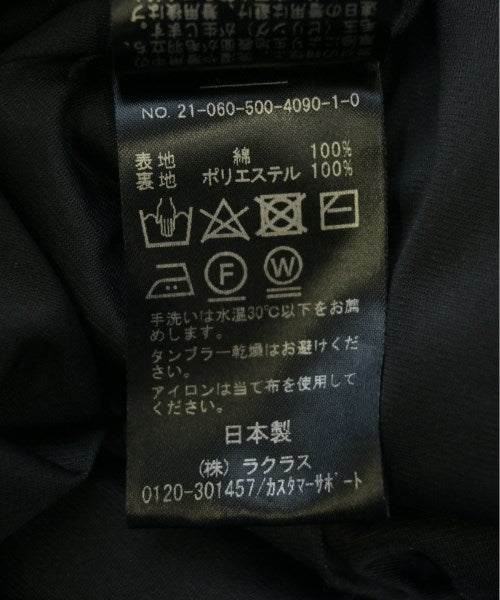 NO. 21-060-500-4090-1-0
表地 綿 100%
裏地 ポリエステル 100%
F W
手洗いは水温30℃以下をお薦
めします。
タンブラー乾燥はお避けくだ
さい。
アイロンは当て布を使用して
ください。
日本製
(株) ラクラス
0120-301457/カスタマーサポート